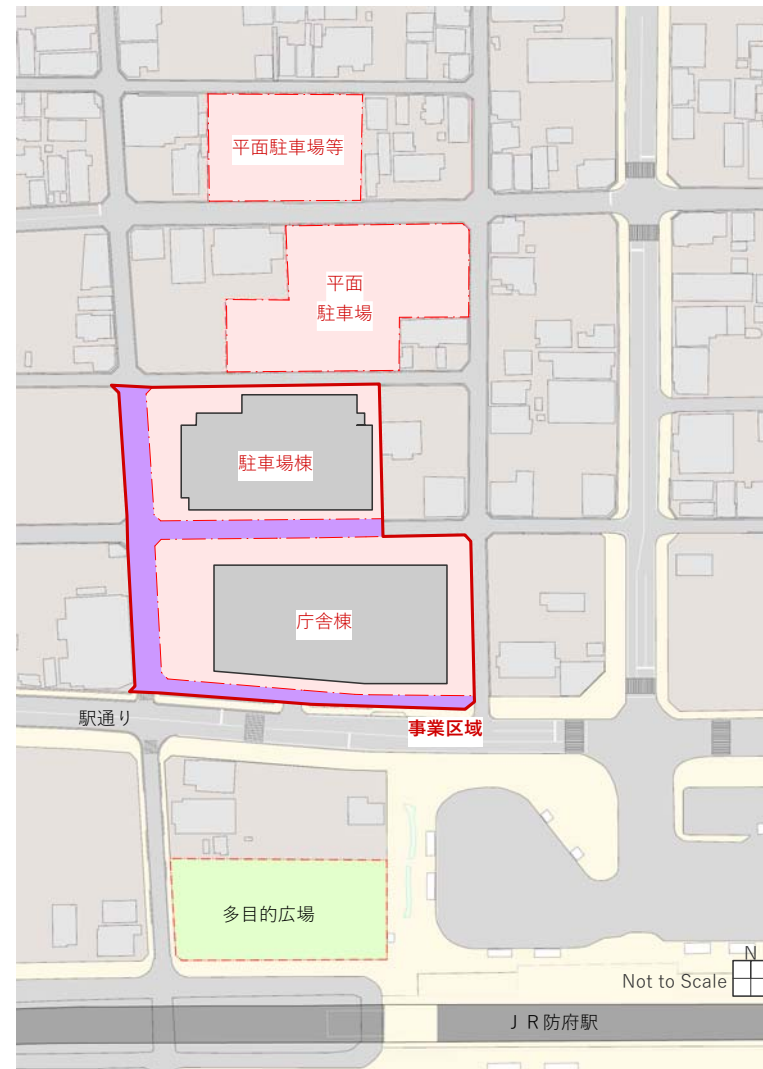 平面駐車場等
平面
駐車場
駐車場棟
庁舎棟
駅通り
事業区域
多目的広場
N
Not to Scale
ＪＲ防府駅